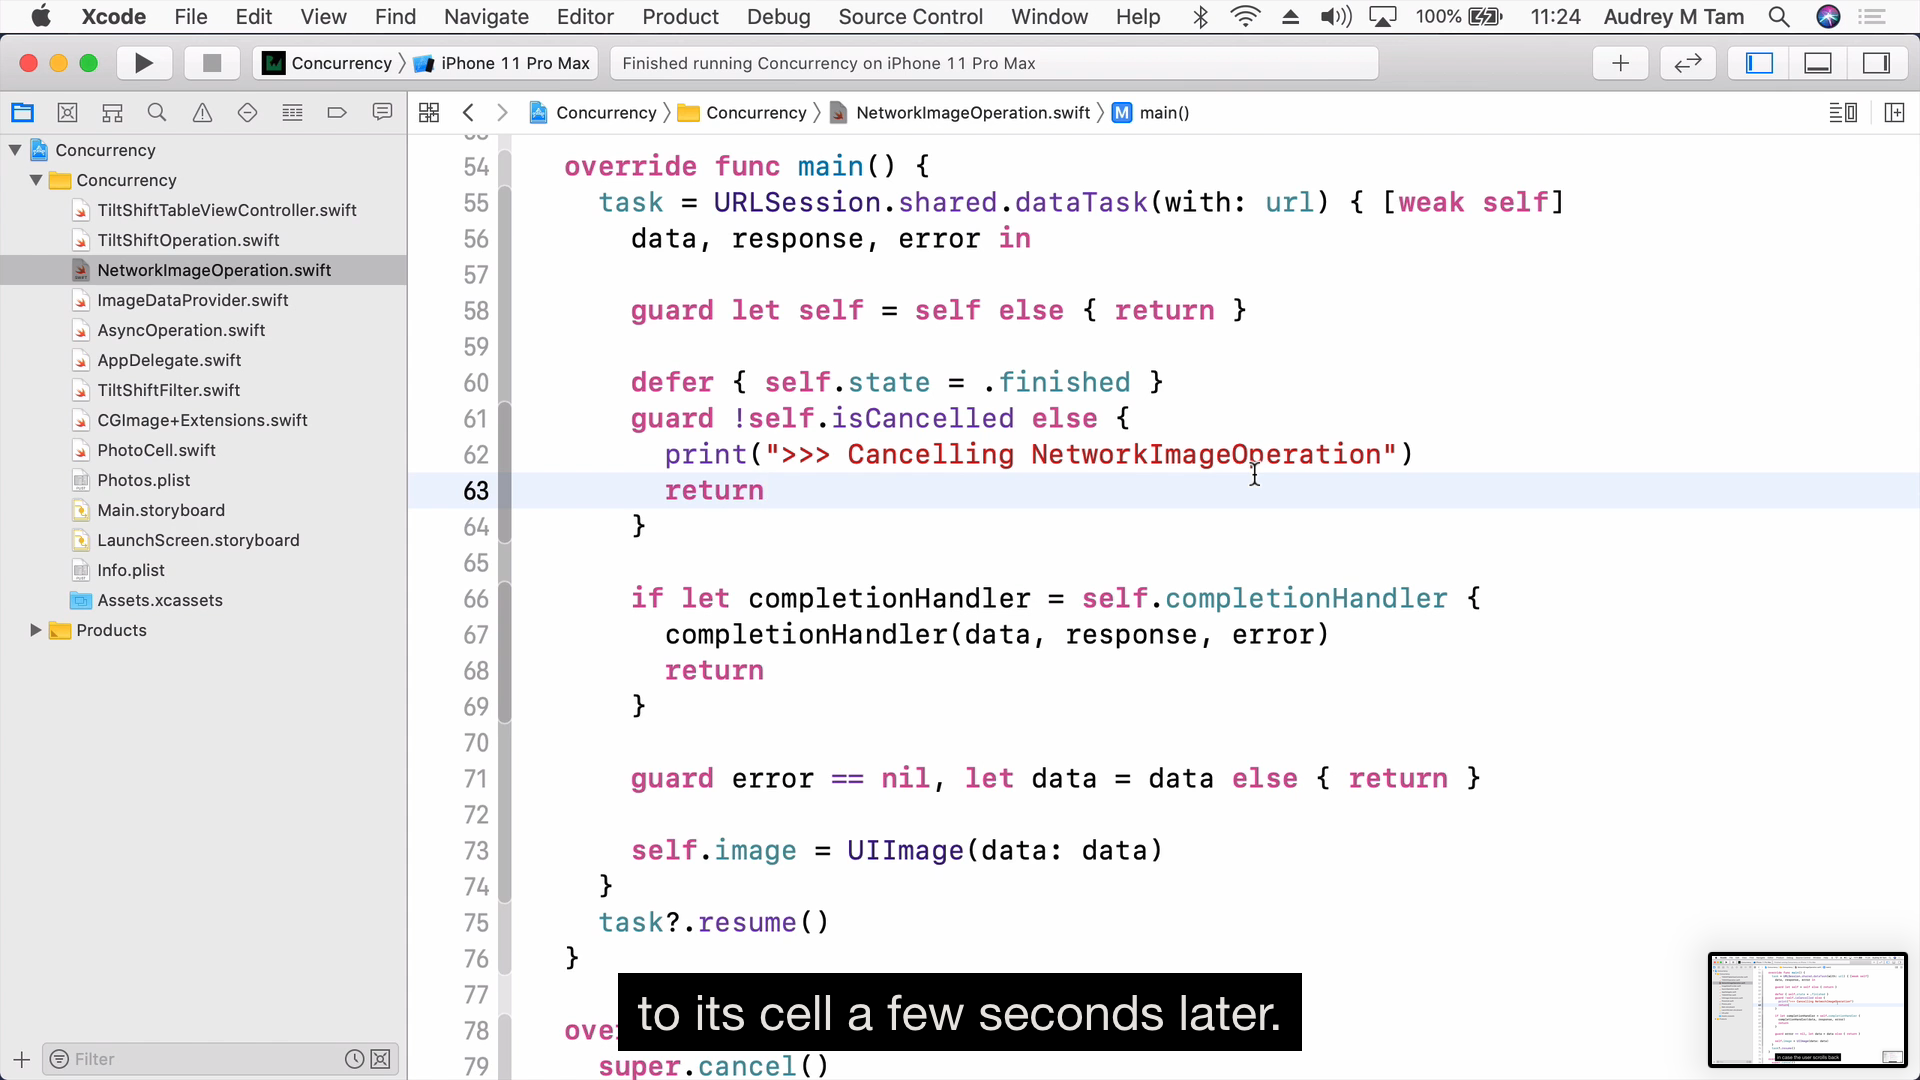 Xcode File Edit View Find Navigate Editor Product Debug Source Control Window Help 100% 11:24 Audrey M Tam
Concurrency iPhone 11 Pro Max Finished running Concurrency on iPhone 11 Pro Max
Concurrency Concurrency NetworkImageOperation.swift M main()
Concurrency
Concurrency
TiltShiftTableViewController.swift
TiltShiftOperation.swift
NetworkImageOperation.swift
ImageDataProvider.swift
AsyncOperation.swift
AppDelegate.swift
TiltShiftFilter.swift
CGImage+Extensions.swift
PhotoCell.swift
Photos.plist
Main.storyboard
LaunchScreen.storyboard
Info.plist
Assets.xcassets
Products
Filter
54 override func main() {
55 task = URLSession.shared.dataTask(with: url) { [weak self]
56 data, response, error in
57
58 guard let self = self else { return }
59
60 defer { self.state = .finished }
61 guard !self.isCancelled else {
62 print(">>> Cancelling NetworkImageOperation")
63 return
64 }
65
66 if let completionHandler = self.completionHandler {
67 completionHandler(data, response, error)
68 return
69 }
70
71 guard error == nil, let data = data else { return }
72
73 self.image = UIImage(data: data)
74 }
75 task?.resume()
76 }
77
78
79 super.cancel()
to its cell a few seconds later.
in case the user scrolls back